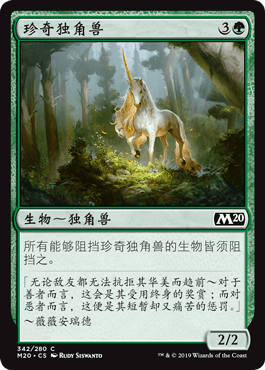 珍奇独角兽 3
生物～独角兽 M20
所有能够阻挡珍奇独角兽的生物皆须阻
挡之。
「无论敌友都无法抗拒其华美而趋前～对于
善者而言，这会是其受用终身的奖赏；而对
恶者而言，这便是其短暂却又痛苦的惩罚。」
～薇薇安瑞德
2/2
342/280 C
M20 • CS RUDY SISWANTO
™ & © 2019 Wizards of the Coast